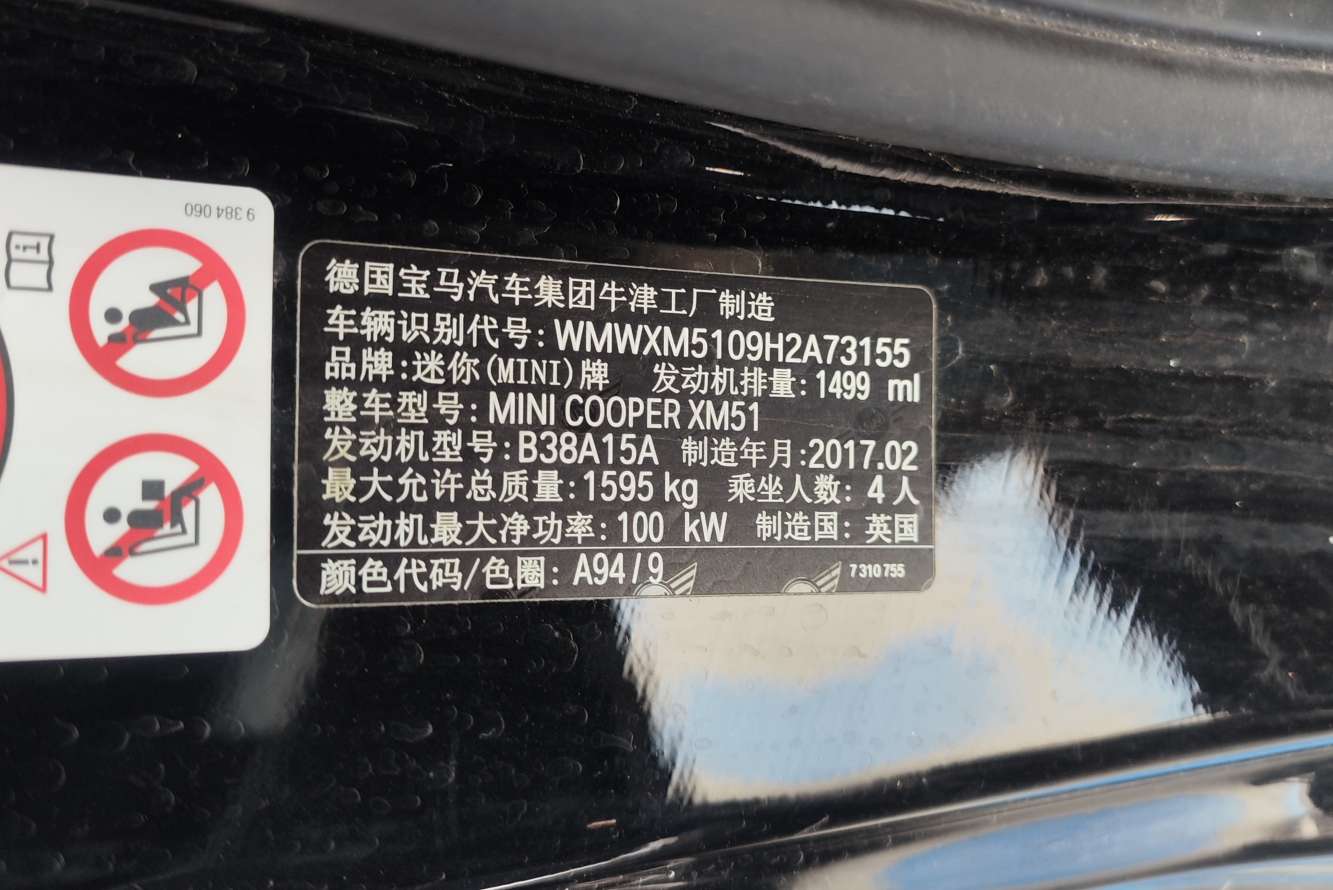 9 384 060
德国宝马汽车集团牛津工厂制造
车辆识别代号: WMWXM5109H2A73155
品牌:迷你(MINI)牌 发动机排量: 1499 ml
整车型号: MINI COOPER XM51
发动机型号: B38A15A 制造年月:2017.02
最大允许总质量: 1595 kg 乘坐人数: 4人
发动机最大净功率: 100 kW 制造国: 英国
颜色代码/色圈: A94/9 7 310 755